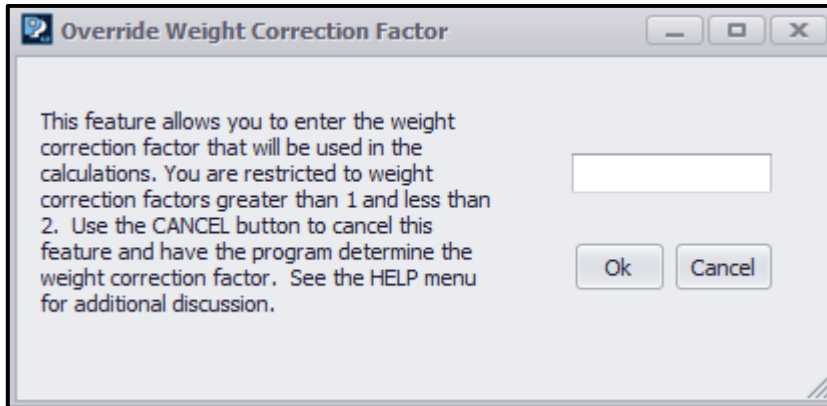 Override Weight Correction Factor
This feature allows you to enter the weight
correction factor that will be used in the
calculations. You are restricted to weight
correction factors greater than 1 and less than
2.  Use the CANCEL button to cancel this
feature and have the program determine the
weight correction factor.  See the HELP menu
for additional discussion.
Ok
Cancel